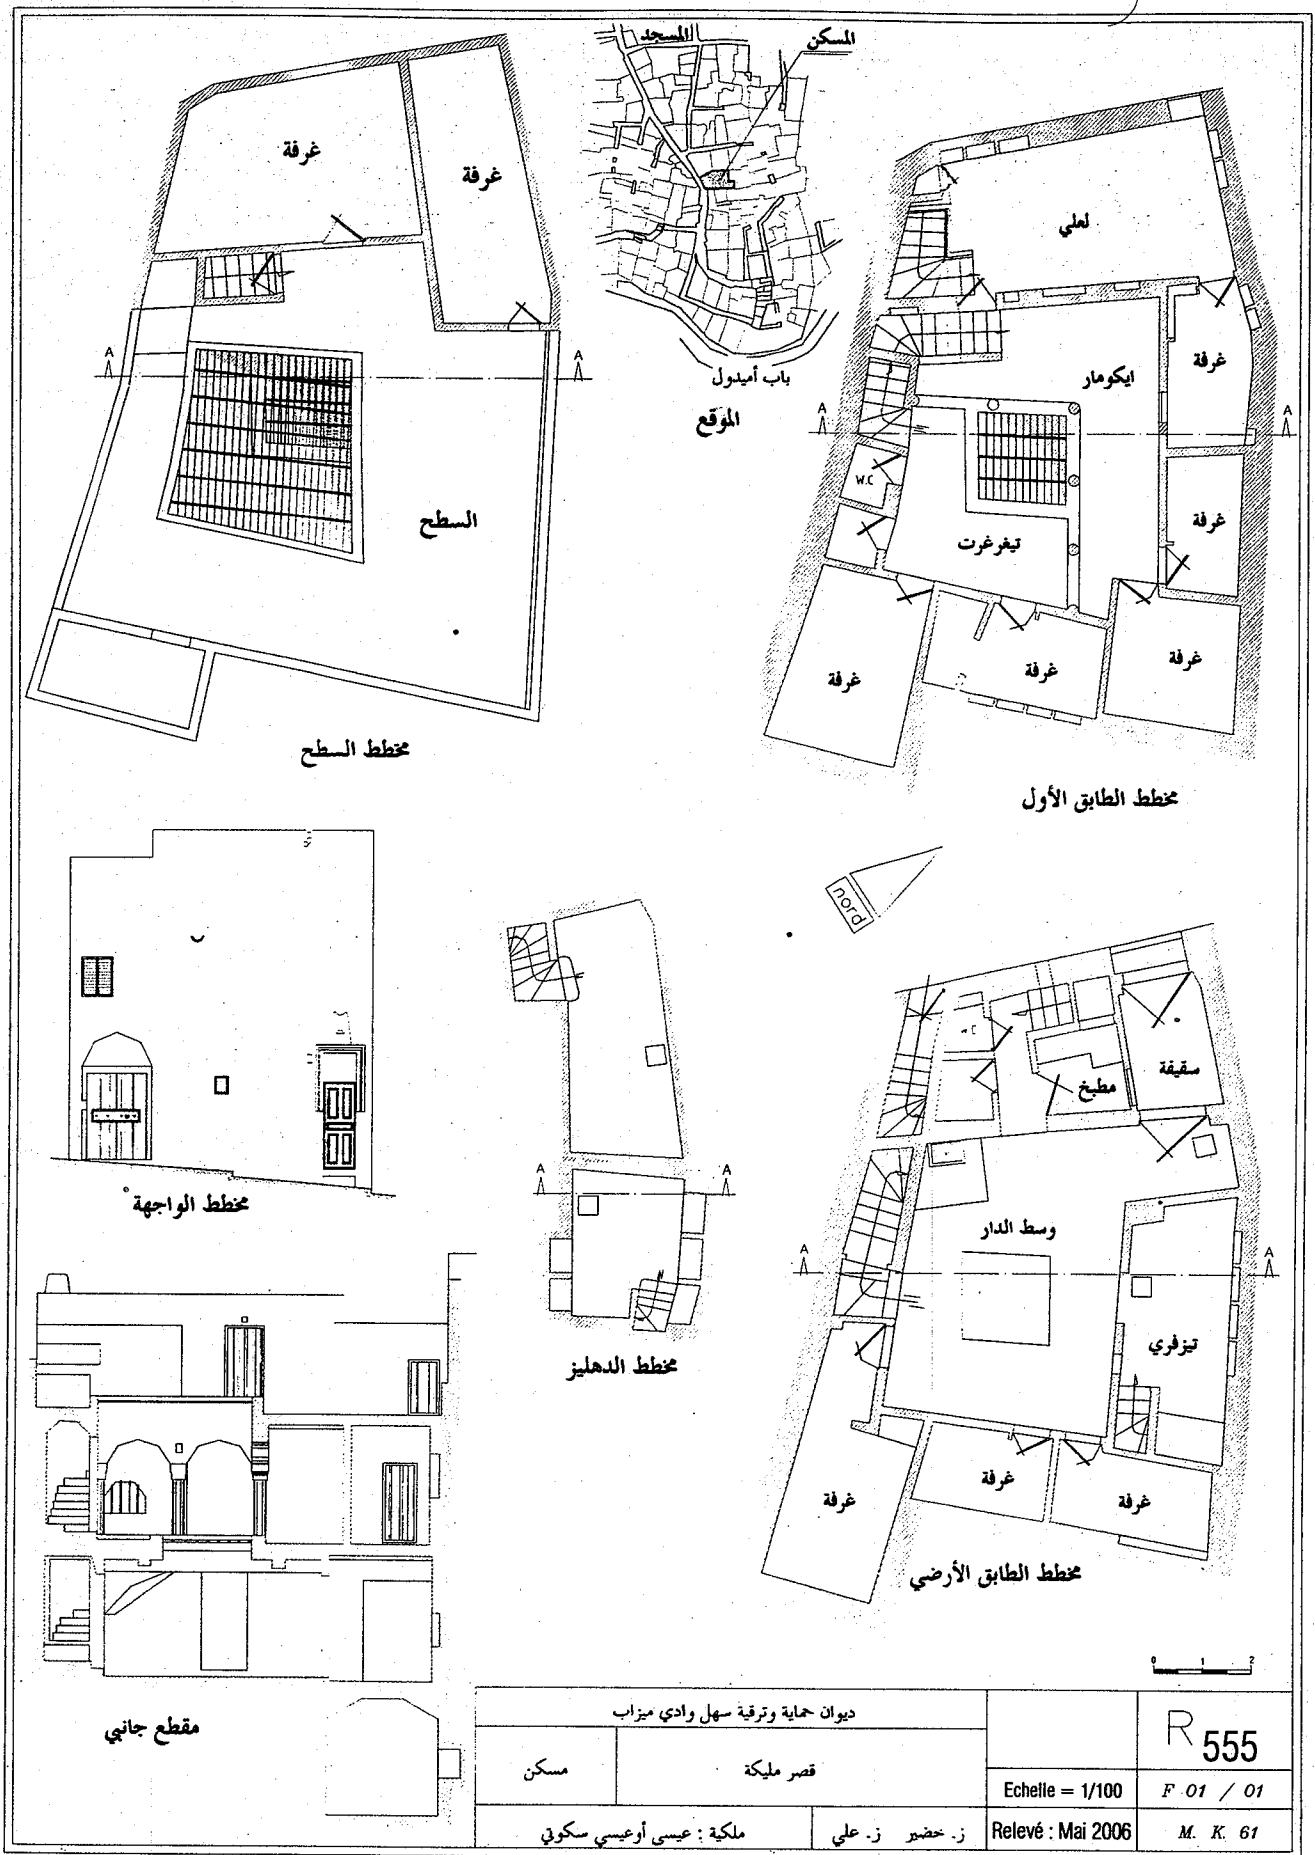 المسجد
المسكن
غرفة
غرفة
A
A
السطح
مخطط السطح
باب أميدول
الموقع
لعلي
غرفة
ايكومار
A
A
W.C
غرفة
تيغرغرت
غرفة
غرفة
غرفة
مخطط الطابق الأول
nord
مخطط الواجهة
A
A
مخطط الدهليز
سقيفة
مطبخ
وسط الدار
A
A
تيزفري
غرفة
غرفة
غرفة
مخطط الطابق الأرضي
مقطع جانبي
0 1 2
ديوان حماية وترقية سهل وادي ميزاب
R 555
مسكن
قصر مليكة
Echelle = 1/100
F 01 / 01
ملكية : عيسى أوعيسي سكوتي
ز. خضير ز. علي
Relevé : Mai 2006
M. K. 61